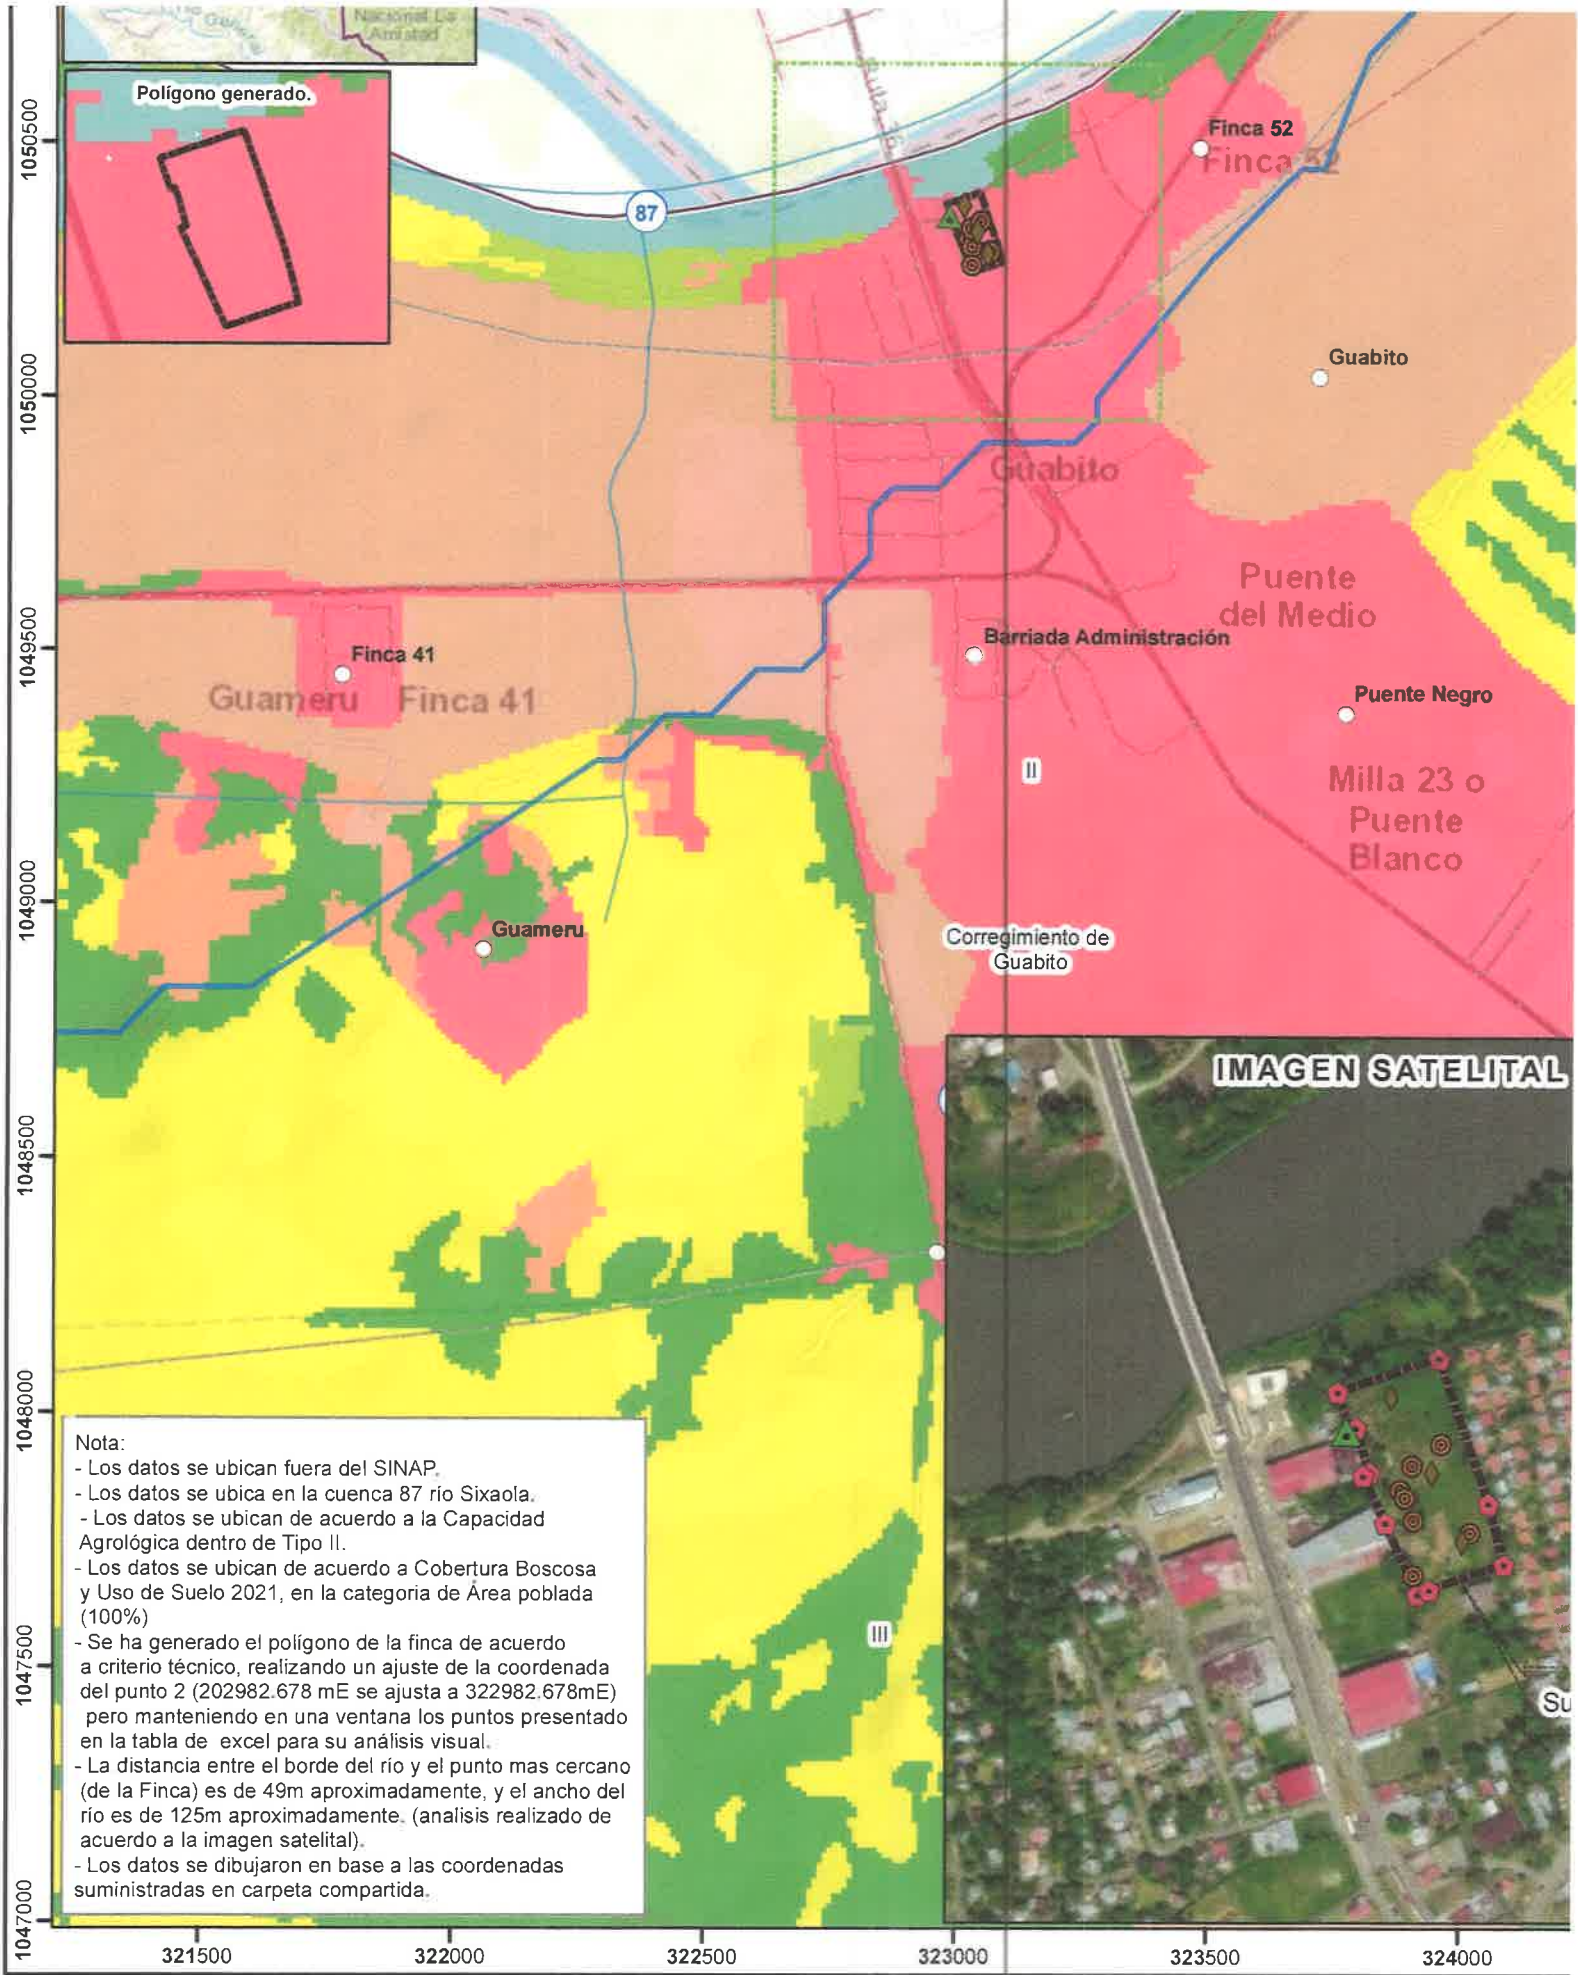 Nacional La
Amistad
Polígono generado.
Ruta 36
87
Finca 52
Finca 52
Guabito
Guabito
Puente
del Medio
Finca 41
Guameru
Finca 41
Barriada Administración
Puente Negro
II
Milla 23 o
Puente
Blanco
Guameru
Corregimiento de
Guabito
IMAGEN SATELITAL
III
Su
Nota:
- Los datos se ubican fuera del SINAP.
- Los datos se ubica en la cuenca 87 río Sixaola.
- Los datos se ubican de acuerdo a la Capacidad
Agrológica dentro de Tipo II.
- Los datos se ubican de acuerdo a Cobertura Boscosa
y Uso de Suelo 2021, en la categoria de Área poblada
(100%)
- Se ha generado el polígono de la finca de acuerdo
a criterio técnico, realizando un ajuste de la coordenada
del punto 2 (202982.678 mE se ajusta a 322982.678mE)
pero manteniendo en una ventana los puntos presentado
en la tabla de excel para su análisis visual.
- La distancia entre el borde del río y el punto mas cercano
(de la Finca) es de 49m aproximadamente, y el ancho del
río es de 125m aproximadamente. (analisis realizado de
acuerdo a la imagen satelital).
- Los datos se dibujaron en base a las coordenadas
suministradas en carpeta compartida.
1050500
1050000
1049500
1049000
1048500
1048000
1047500
1047000
321500
322000
322500
323000
323500
324000